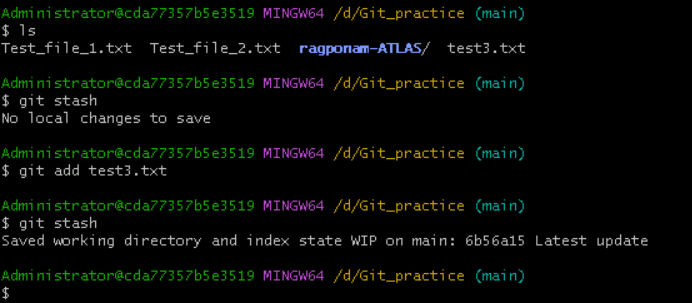 Administrator@cda77357b5e3519 MINGW64 /d/Git_practice (main)
$ ls
Test_file_1.txt  Test_file_2.txt  ragponam-ATLAS/  test3.txt
Administrator@cda77357b5e3519 MINGW64 /d/Git_practice (main)
$ git stash
No local changes to save
Administrator@cda77357b5e3519 MINGW64 /d/Git_practice (main)
$ git add test3.txt
Administrator@cda77357b5e3519 MINGW64 /d/Git_practice (main)
$ git stash
Saved working directory and index state WIP on main: 6b56a15 Latest update
Administrator@cda77357b5e3519 MINGW64 /d/Git_practice (main)
$